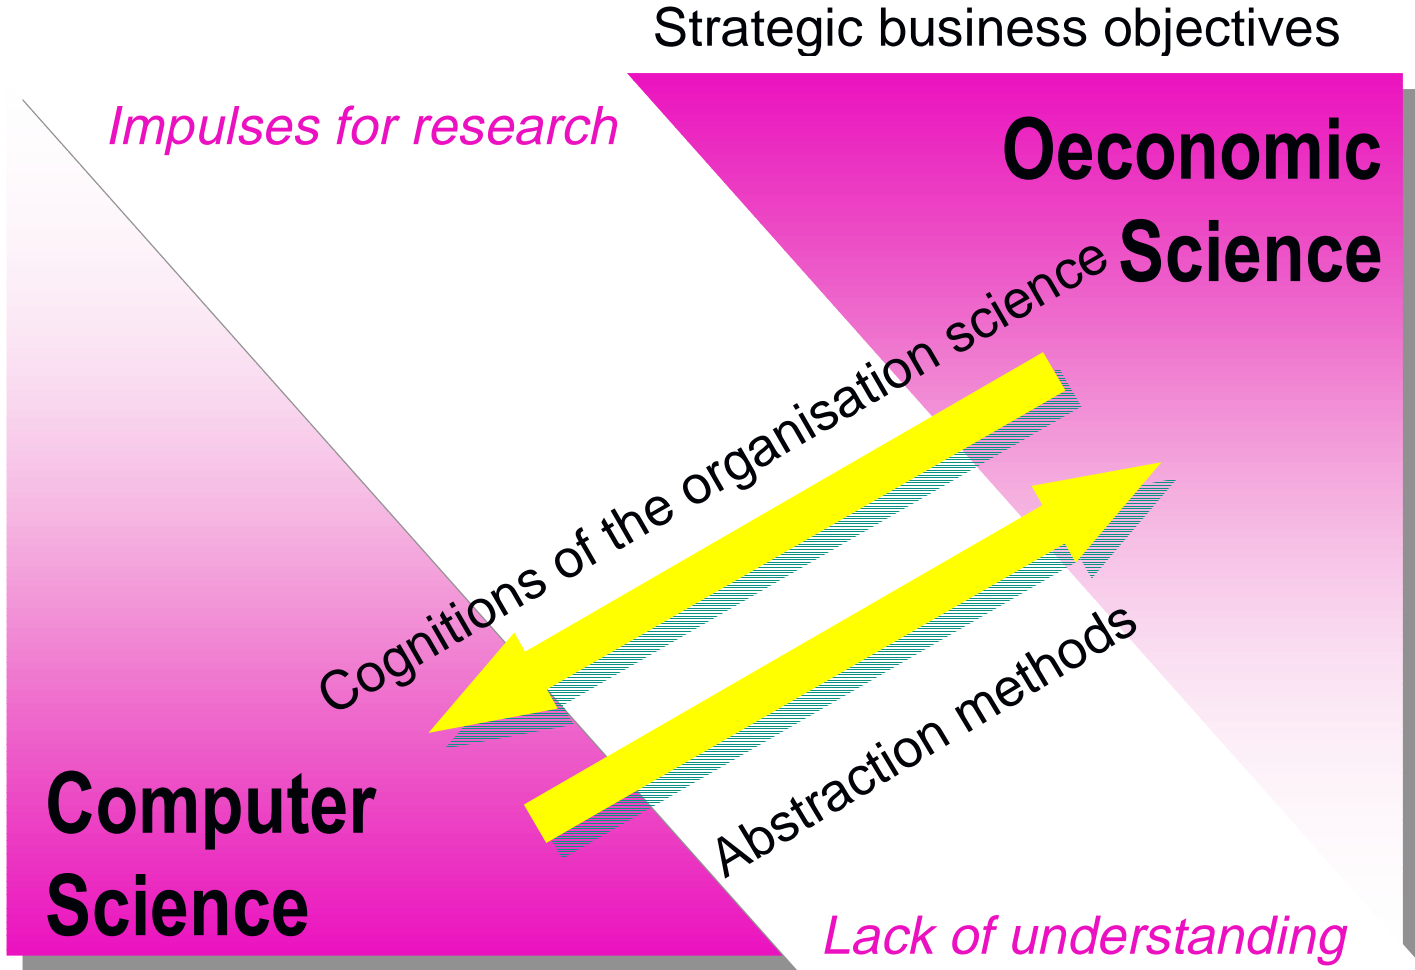 Strategic business objectives
Impulses for research
Oeconomic
Science
Cognitions of the organisation science
Abstraction methods
Computer
Science
Lack of understanding